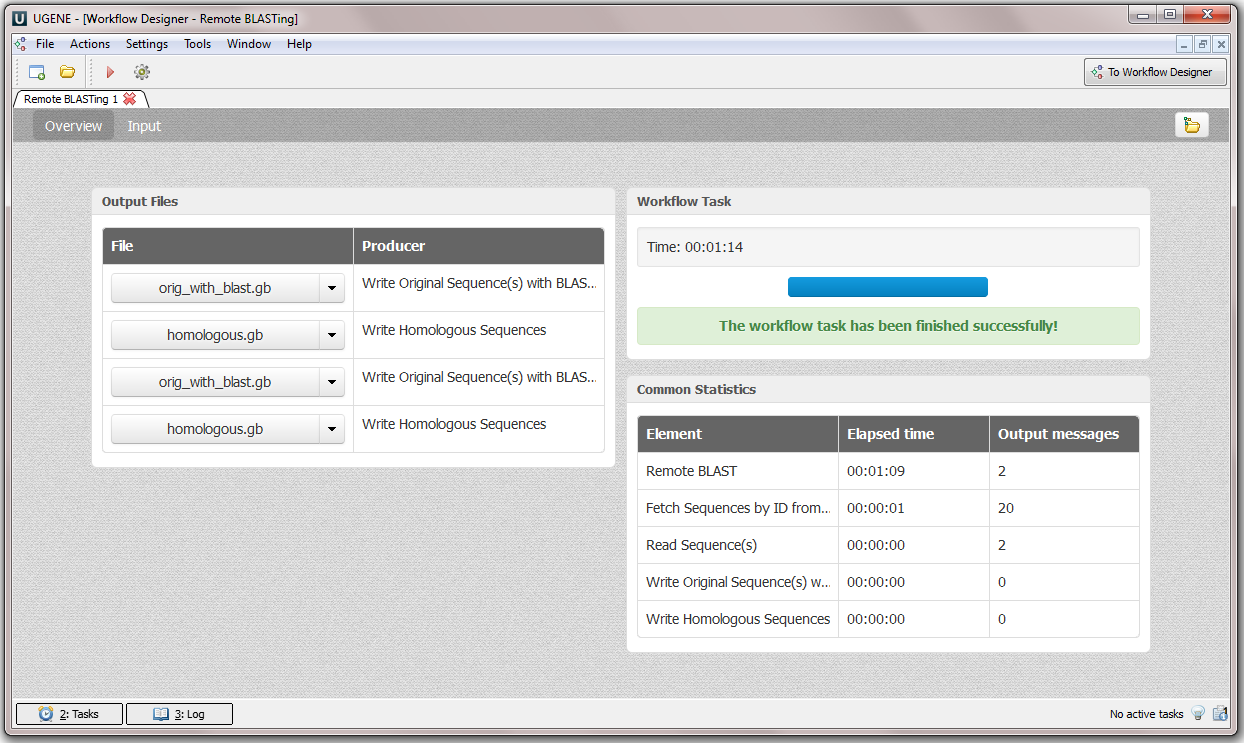 UGENE - [Workflow Designer - Remote BLASTing]
File Actions Settings Tools Window Help
To Workflow Designer
Remote BLASTing 1
Overview Input
Output Files
File Producer
orig_with_blast.gb Write Original Sequence(s) with BLAS...
homologous.gb Write Homologous Sequences
orig_with_blast.gb Write Original Sequence(s) with BLAS...
homologous.gb Write Homologous Sequences
Workflow Task
Time: 00:01:14
The workflow task has been finished successfully!
Common Statistics
Element Elapsed time Output messages
Remote BLAST 00:01:09 2
Fetch Sequences by ID from... 00:00:01 20
Read Sequence(s) 00:00:00 2
Write Original Sequence(s) w... 00:00:00 0
Write Homologous Sequences 00:00:00 0
2: Tasks 3: Log No active tasks